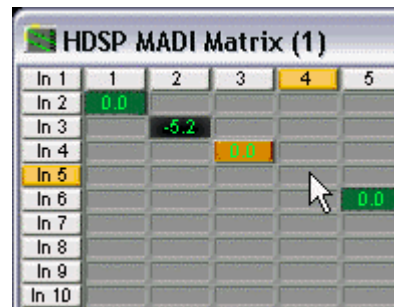 HDSP MADI Matrix (1)
In 1 1 2 3 4 5
In 2 0.0
In 3 -5.2
In 4 0.0
In 5
In 6 0.0
In 7
In 8
In 9
In 10